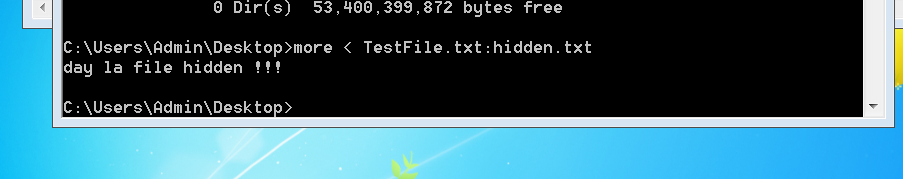 0 Dir(s)  53,400,399,872 bytes free
C:\Users\Admin\Desktop>more < TestFile.txt:hidden.txt
day la file hidden !!!
C:\Users\Admin\Desktop>